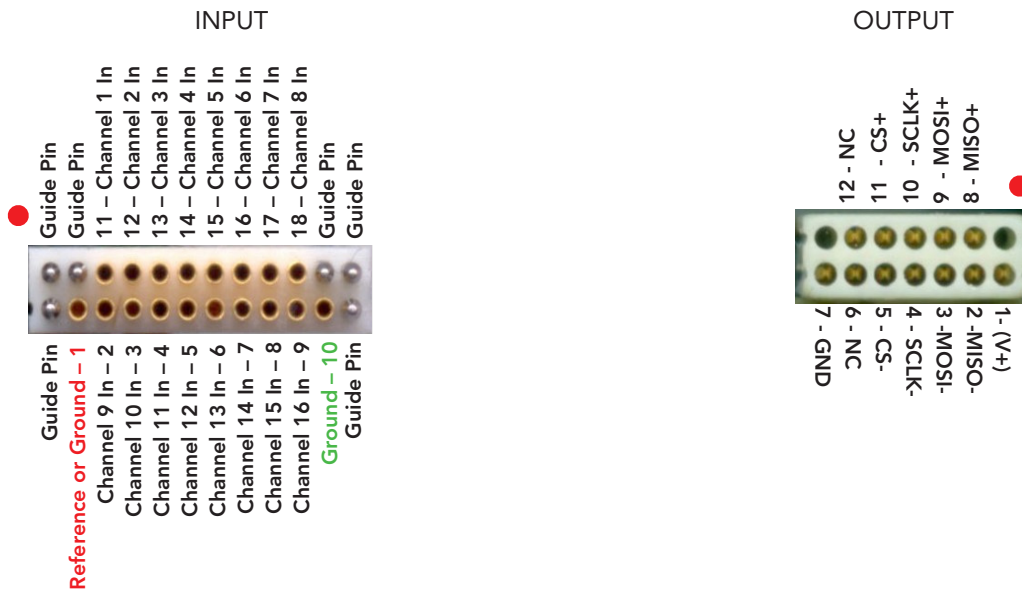 INPUT
Guide Pin
Guide Pin
11 – Channel 1 In
12 – Channel 2 In
13 – Channel 3 In
14 – Channel 4 In
15 – Channel 5 In
16 – Channel 6 In
17 – Channel 7 In
18 – Channel 8 In
Guide Pin
Guide Pin
Guide Pin
Reference or Ground – 1
Channel 9 In – 2
Channel 10 In – 3
Channel 11 In – 4
Channel 12 In – 5
Channel 13 In – 6
Channel 14 In – 7
Channel 15 In – 8
Channel 16 In – 9
Ground – 10
Guide Pin
OUTPUT
12 - NC
11 - CS+
10 - SCLK+
9 - MOSI+
8 - MISO+
7 - GND
6 - NC
5 - CS-
4 - SCLK-
3 -MOSI-
2 -MISO-
1- (V+)